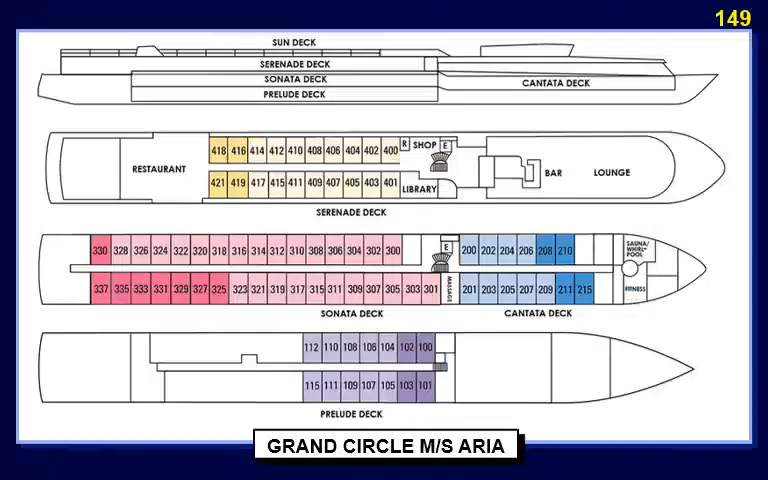 149
SUN DECK
SERENADE DECK
SONATA DECK
CANTATA DECK
PRELUDE DECK
418 416 414 412 410 408 406 404 402 400 R SHOP E
RESTAURANT BAR LOUNGE
421 419 417 415 411 409 407 405 403 401 LIBRARY
SERENADE DECK
330 328 326 324 322 320 318 316 314 312 310 308 306 304 302 300 E 200 202 204 206 208 210 SAUNA/
WHIRL-
POOL
337 335 333 331 329 327 325 323 321 319 317 315 311 309 307 305 303 301 MASSAGE 201 203 205 207 209 211 215 FITNESS
SONATA DECK CANTATA DECK
112 110 108 106 104 102 100
115 111 109 107 105 103 101
PRELUDE DECK
GRAND CIRCLE M/S ARIA